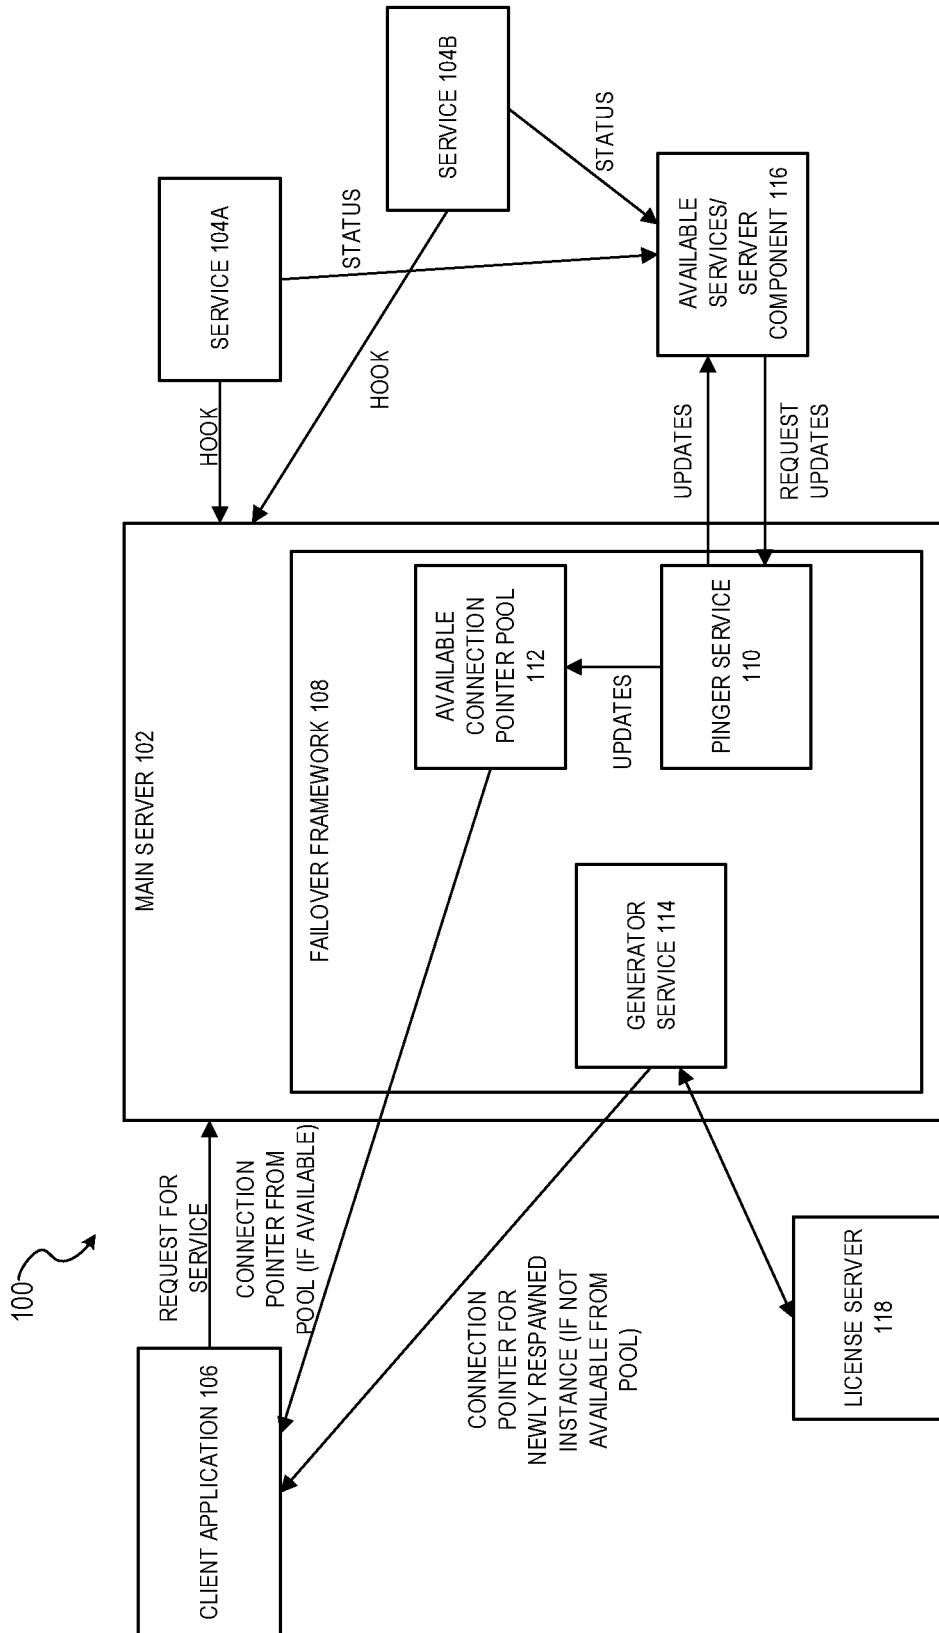 100
CLIENT APPLICATION 106
REQUEST FOR
SERVICE
CONNECTION
POINTER FROM
POOL (IF AVAILABLE)
CONNECTION
POINTER FOR
NEWLY RESPAWNED
INSTANCE (IF NOT
AVAILABLE FROM
POOL)
LICENSE SERVER
118
MAIN SERVER 102
FAILOVER FRAMEWORK 108
GENERATOR
SERVICE 114
AVAILABLE
CONNECTION
POINTER POOL
112
UPDATES
PINGER SERVICE
110
HOOK
HOOK
UPDATES
REQUEST
UPDATES
SERVICE 104A
STATUS
SERVICE 104B
STATUS
AVAILABLE
SERVICES/
SERVER
COMPONENT 116